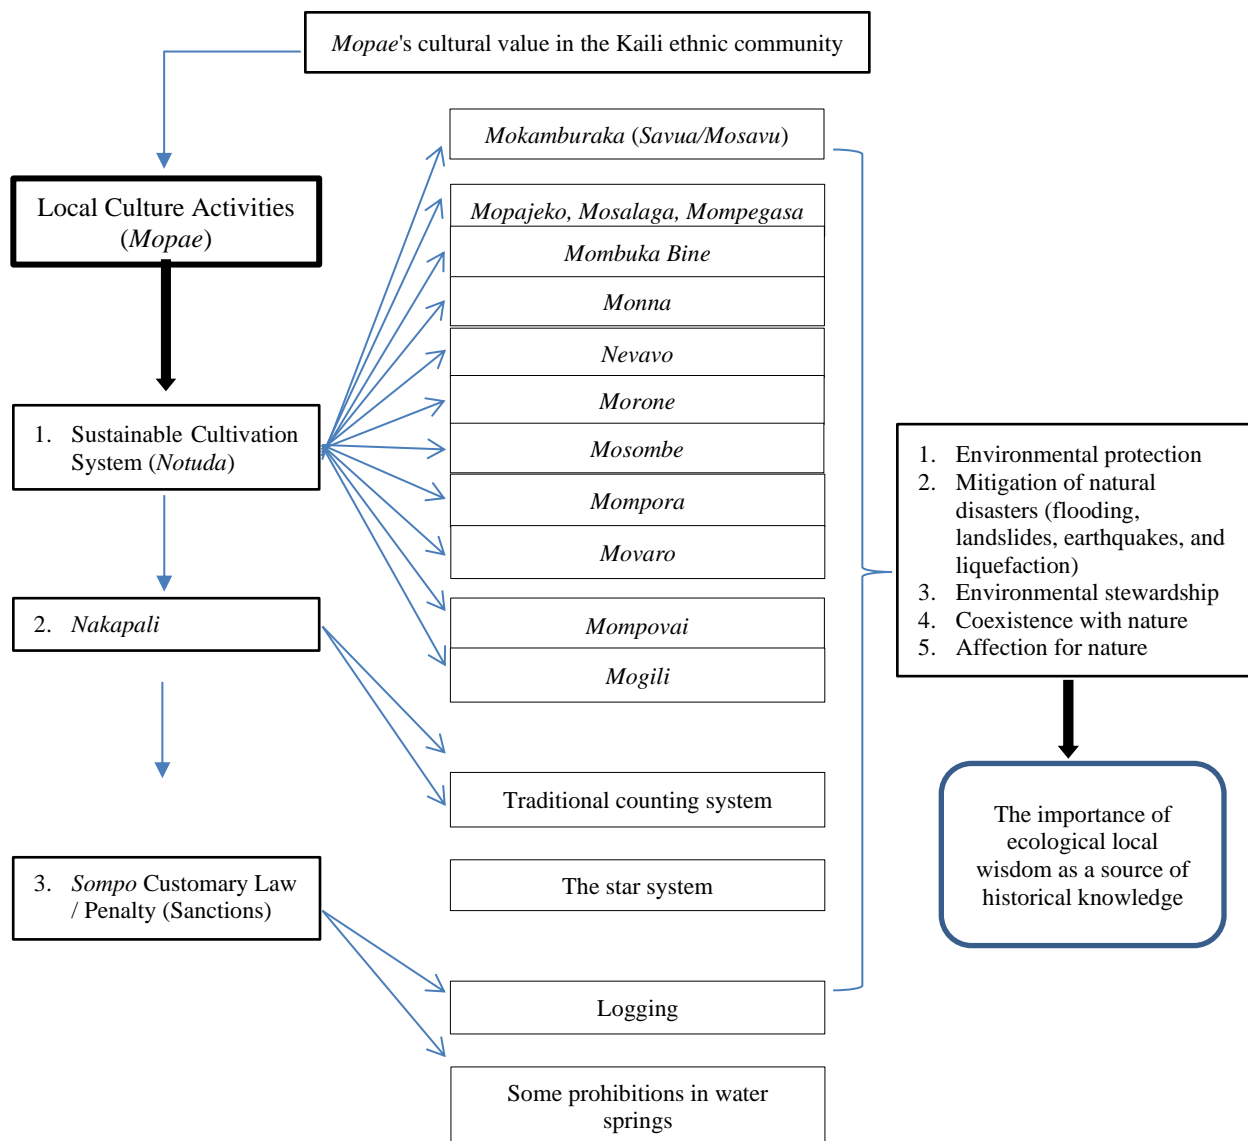 Mopae's cultural value in the Kaili ethnic community
Local Culture Activities
(Mopae)
1. Sustainable Cultivation
System (Notuda)
2. Nakapali
3. Sompo Customary Law
/ Penalty (Sanctions)
Mokamburaka (Savua/Mosavu)
Mopajeko, Mosalaga, Mompegasa
Mombuka Bine
Monna
Nevavo
Morone
Mosombe
Mompora
Movaro
Mompovai
Mogili
Traditional counting system
The star system
Logging
Some prohibitions in water
springs
1. Environmental protection
2. Mitigation of natural
disasters (flooding,
landslides, earthquakes, and
liquefaction)
3. Environmental stewardship
4. Coexistence with nature
5. Affection for nature
The importance of
ecological local
wisdom as a source of
historical knowledge